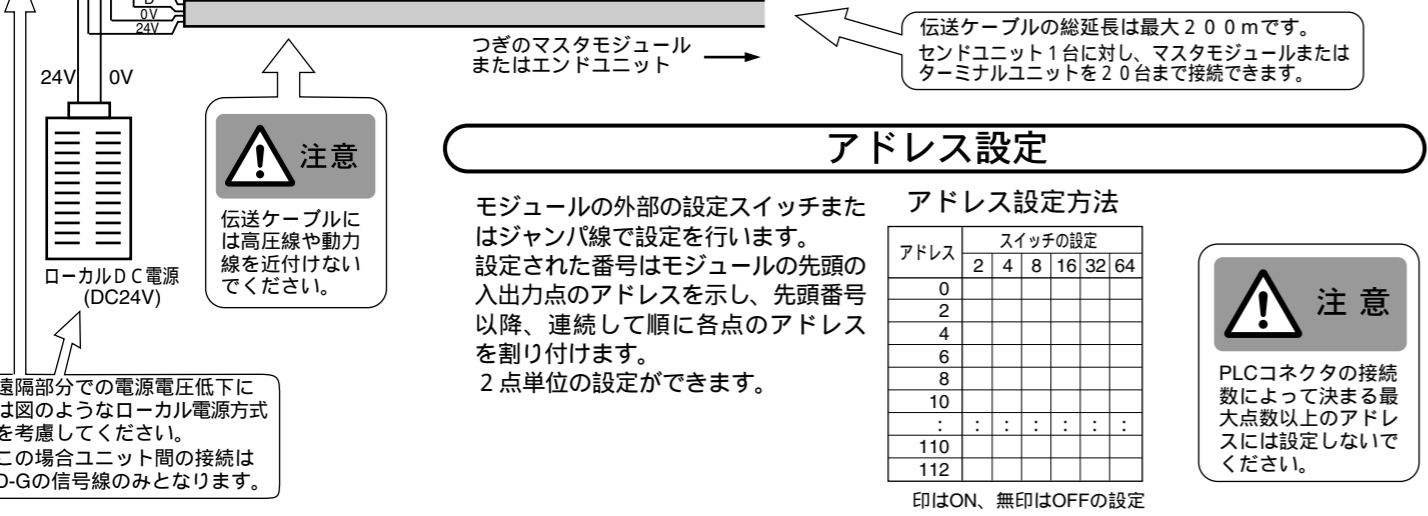 D
0V
24V
24V
0V
ローカルDC電源
(DC24V)
注意
伝送ケーブルに
は高圧線や動力
線を近付けない
でください。
遠隔部分での電源電圧低下に
は図のようなローカル電源方式
を考慮してください。
この場合ユニット間の接続は
D-Gの信号線のみとなります。
つぎのマスタモジュール
またはエンドユニット
伝送ケーブルの総延長は最大200mです。
センドユニット1台に対し、マスタモジュールまたは
ターミナルユニットを20台まで接続できます。
アドレス設定
モジュールの外部の設定スイッチまた
はジャンパ線で設定を行います。
設定された番号はモジュールの先頭の
入出力点のアドレスを示し、先頭番号
以降、連続して順に各点のアドレス
を割り付けます。
2点単位の設定ができます。
アドレス設定方法
アドレス スイッチの設定
2 4 8 16 32 64
0
2
4
6
8
10
: : : : : : :
110
112
印はON、無印はOFFの設定
注意
PLCコネクタの接続
数によって決まる最
大点数以上のアドレ
スには設定しないで
ください。